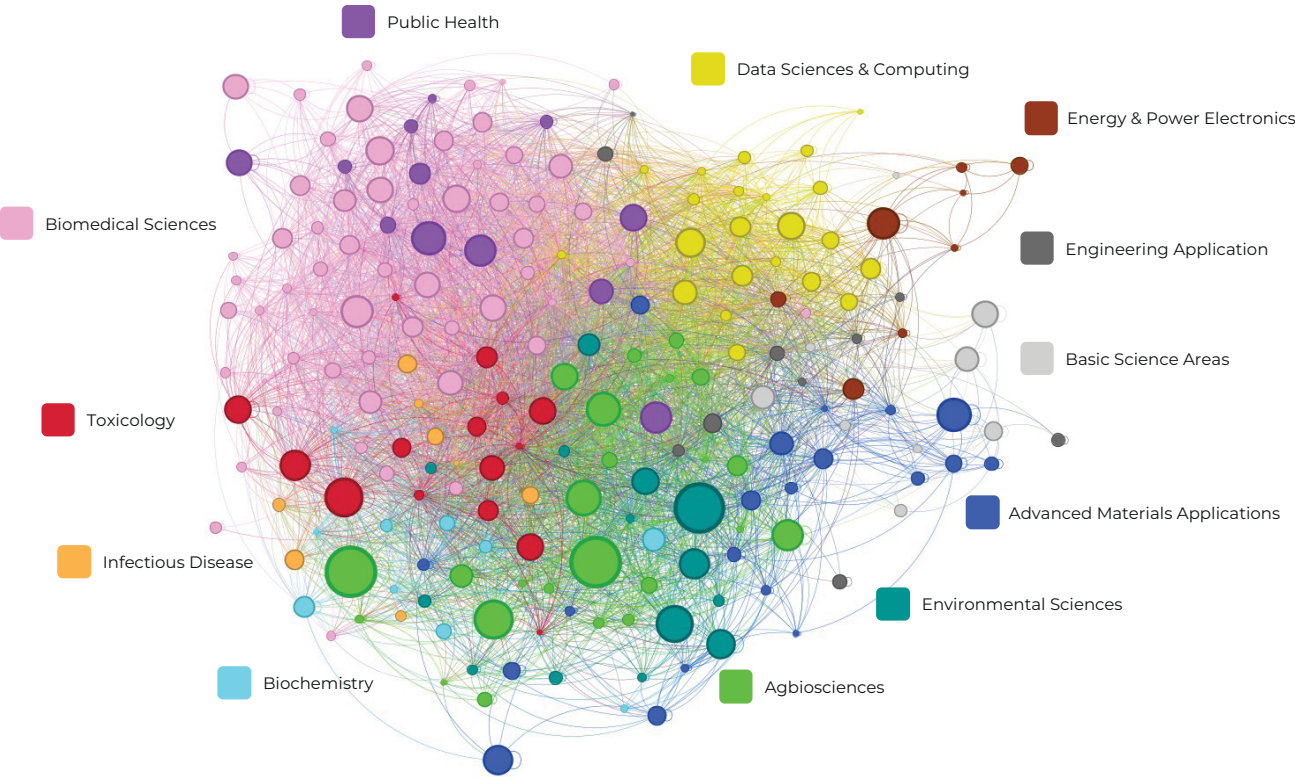 Public Health
Data Sciences & Computing
Energy & Power Electronics
Biomedical Sciences
Engineering Application
Basic Science Areas
Toxicology
Advanced Materials Applications
Infectious Disease
Environmental Sciences
Biochemistry
Agbiosciences